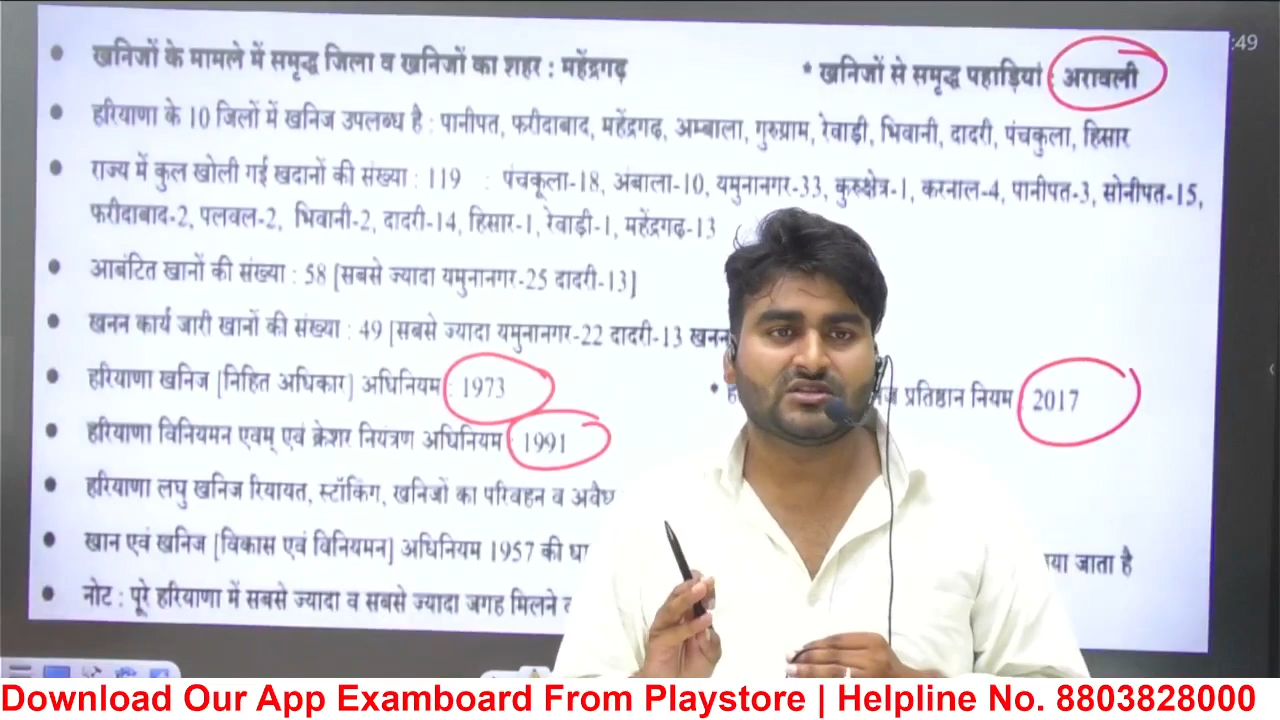 :49
• खनिजों के मामले में समृद्ध जिला व खनिजों का शहर : महेंद्रगढ़ * खनिजों से समृद्ध पहाड़ियां : अरावली
• हरियाणा के 10 जिलों में खनिज उपलब्ध है : पानीपत, फरीदाबाद, महेंद्रगढ़, अम्बाला, गुरुग्राम, रेवाड़ी, भिवानी, दादरी, पंचकुला, हिसार
• राज्य में कुल खोली गई खदानों की संख्या : 119 : पंचकूला-18, अंबाला-10, यमुनानगर-33, कुरुक्षेत्र-1, करनाल-4, पानीपत-3, सोनीपत-15,
फरीदाबाद-2, पलवल-2, भिवानी-2, दादरी-14, हिसार-1, रेवाड़ी-1, महेंद्रगढ़-13
• आबंटित खानों की संख्या : 58 [सबसे ज्यादा यमुनानगर-25 दादरी-13]
• खनन कार्य जारी खानों की संख्या : 49 [सबसे ज्यादा यमुनानगर-22 दादरी-13 खनन
• हरियाणा खनिज [निहित अधिकार] अधिनियम : 1973 * प्रतिष्ठान नियम : 2017
• हरियाणा विनियमन एवम् एवं क्रेशर नियंत्रण अधिनियम : 1991
• हरियाणा लघु खनिज रियायत, स्टॉकिंग, खनिजों का परिवहन व अवैध
• खान एवं खनिज [विकास एवं विनियमन] अधिनियम 1957 की जाता है
• नोट : पूरे हरियाणा में सबसे ज्यादा व सबसे ज्यादा जगह मिलने
Download Our App Examboard From Playstore | Helpline No. 8803828000